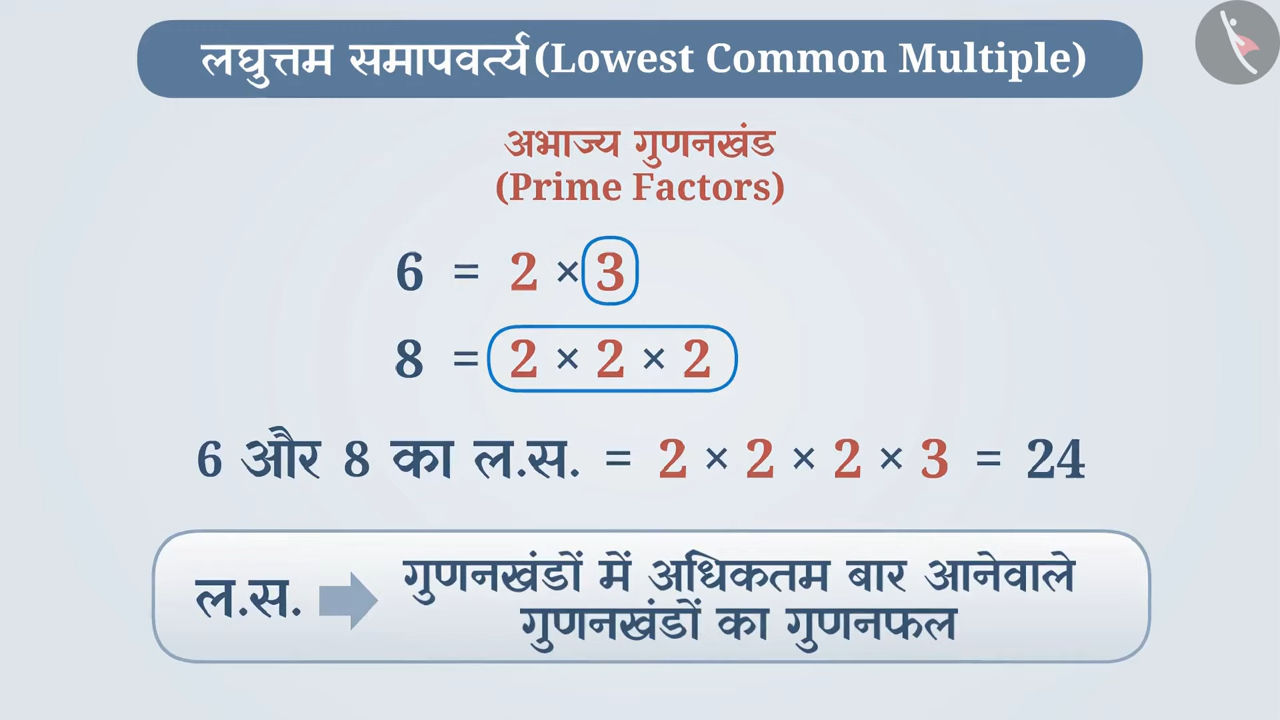 लघुत्तम समापवर्त्य(Lowest Common Multiple)
अभाज्य गुणनखंड
(Prime Factors)
6 = 2 × 3
8 = 2 × 2 × 2
6 और 8 का ल.स. = 2 × 2 × 2 × 3 = 24
ल.स.
गुणनखंडों में अधिकतम बार आनेवाले
गुणनखंडों का गुणनफल